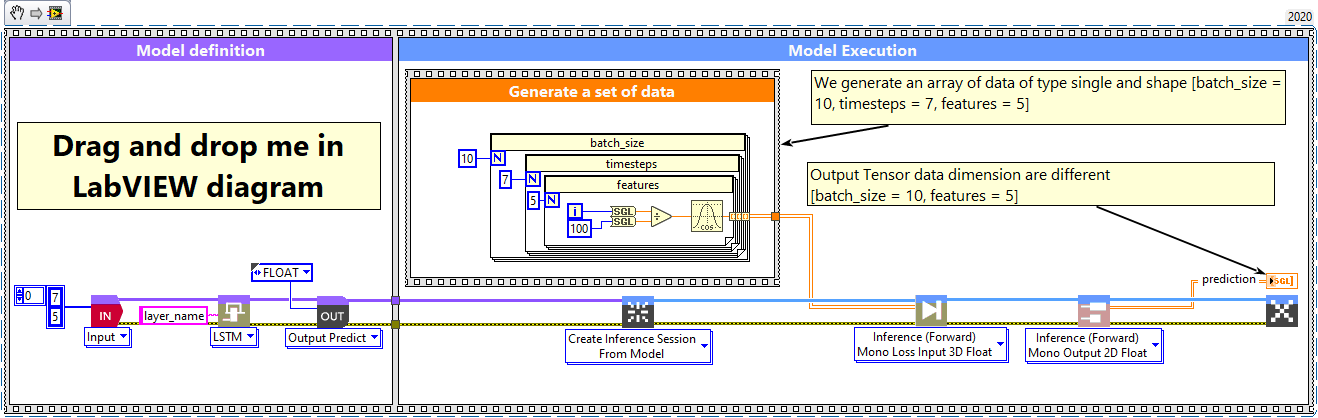 2020
Model definition
Model Execution
Drag and drop me in
LabVIEW diagram
Generate a set of data
batch_size
10
N
timesteps
7
N
features
5
N
i
100
SGL
SGL
÷
COS
We generate an array of data of type single and shape [batch_size =
10, timesteps = 7, features = 5]
Output Tensor data dimension are different
[batch_size = 10, features = 5]
prediction
SGL]
FLOAT
0
7
5
IN
layer_name
OUT
Input
LSTM
Output Predict
Create Inference Session
From Model
Inference (Forward)
Mono Loss Input 3D Float
Inference (Forward)
Mono Output 2D Float